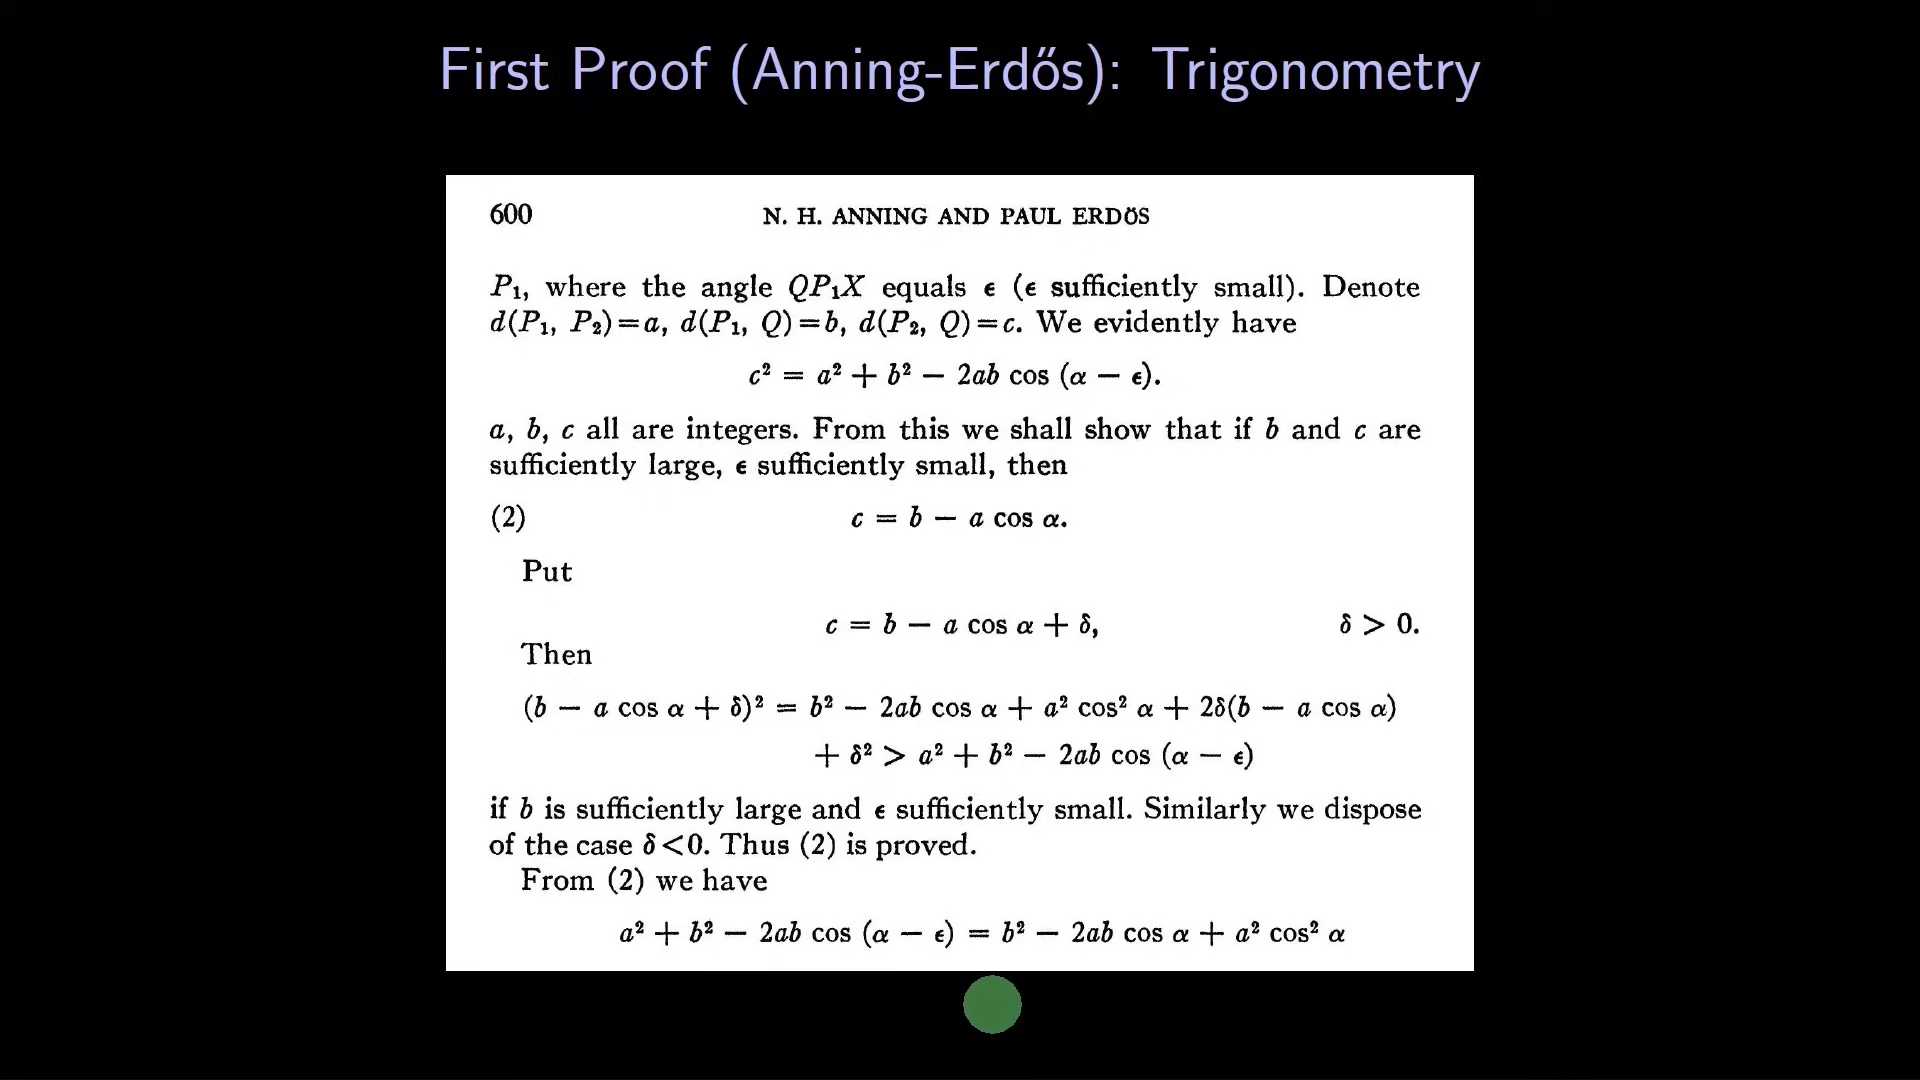 First Proof (Anning-Erdős): Trigonometry
600 N. H. ANNING AND PAUL ERDÖS
P₁, where the angle QP₁X equals ϵ (ϵ sufficiently small). Denote
d(P₁, P₂)=a, d(P₁, Q)=b, d(P₂, Q)=c. We evidently have
c² = a² + b² − 2ab cos (α − ϵ).
a, b, c all are integers. From this we shall show that if b and c are
sufficiently large, ϵ sufficiently small, then
(2) c = b − a cos α.
Put
c = b − a cos α + δ, δ > 0.
Then
(b − a cos α + δ)² = b² − 2ab cos α + a² cos² α + 2δ(b − a cos α)
+ δ² > a² + b² − 2ab cos (α − ϵ)
if b is sufficiently large and ϵ sufficiently small. Similarly we dispose
of the case δ<0. Thus (2) is proved.
From (2) we have
a² + b² − 2ab cos (α − ϵ) = b² − 2ab cos α + a² cos² α